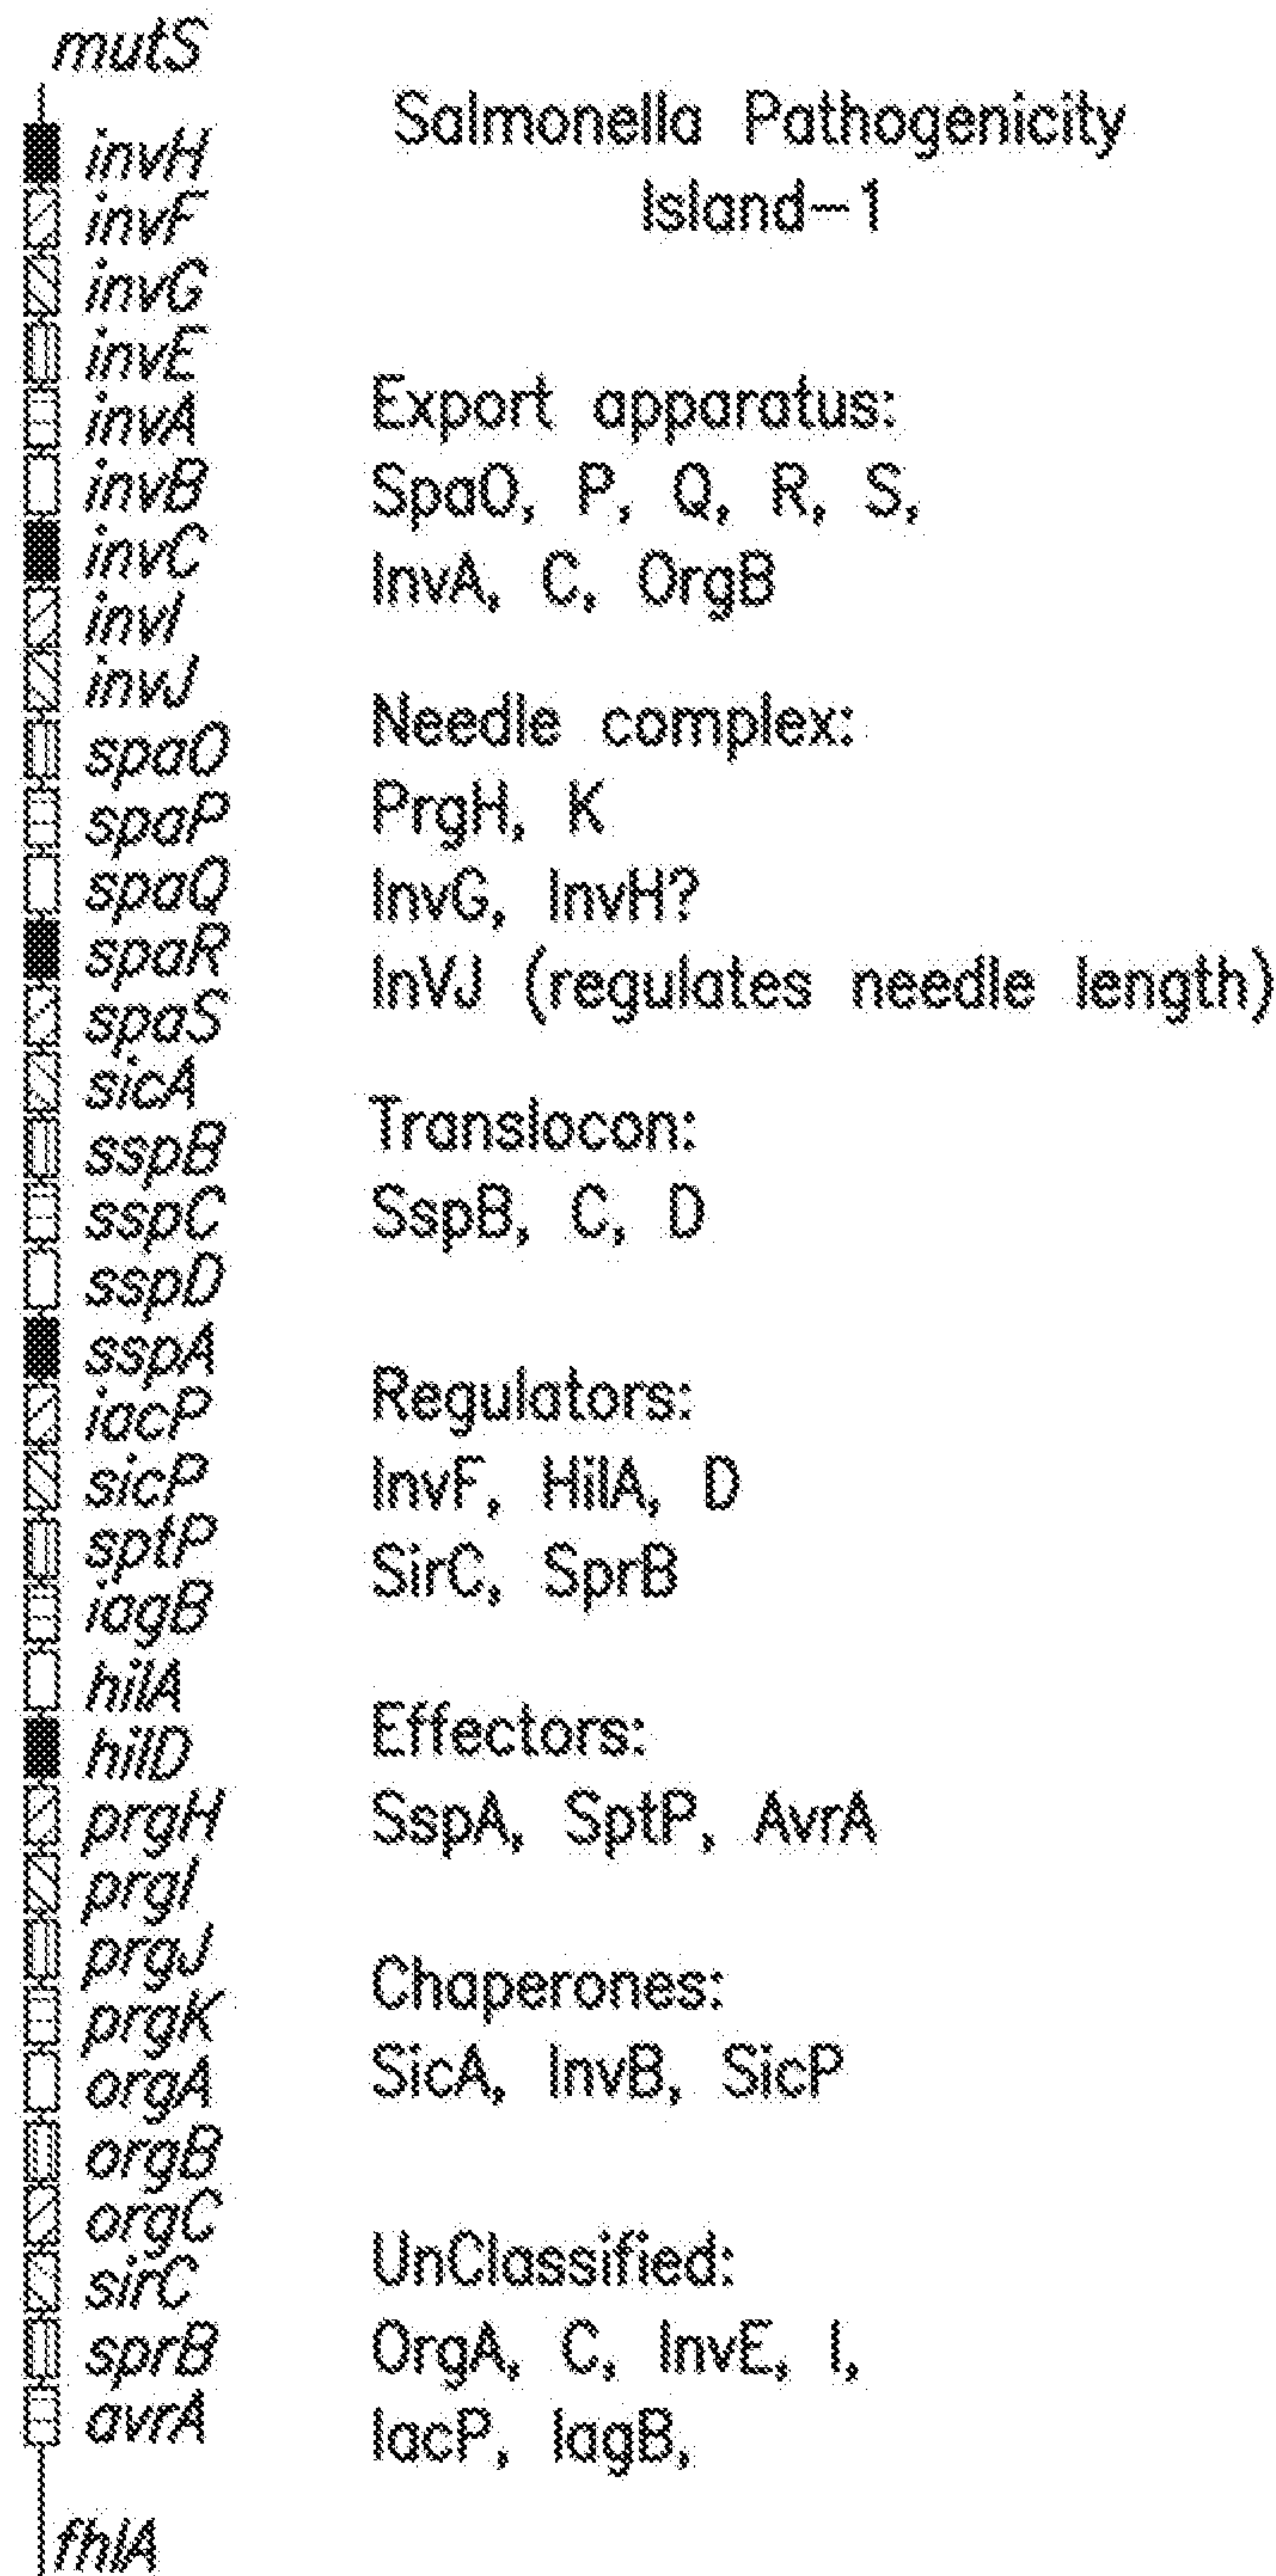 mutS
invH
invF
invG
invE
invA
invB
invC
invI
invJ
spaO
spaP
spaQ
spaR
spaS
sicA
sspB
sspC
sspD
sspA
iacP
sicP
sptP
iagB
hilA
hilD
prgH
prgI
prgJ
prgK
orgA
orgB
orgC
sirC
sprB
avrA
fhlA
Salmonella Pathogenicity
Island-1
Export apparatus:
SpaO, P, Q, R, S,
InvA, C, OrgB
Needle complex:
PrgH, K
InvG, InvH?
InVJ (regulates needle length)
Translocon:
SspB, C, D
Regulators:
InvF, HilA, D
SirC, SprB
Effectors:
SspA, SptP, AvrA
Chaperones:
SicA, InvB, SicP
UnClassified:
OrgA, C, InvE, I,
IacP, IagB,